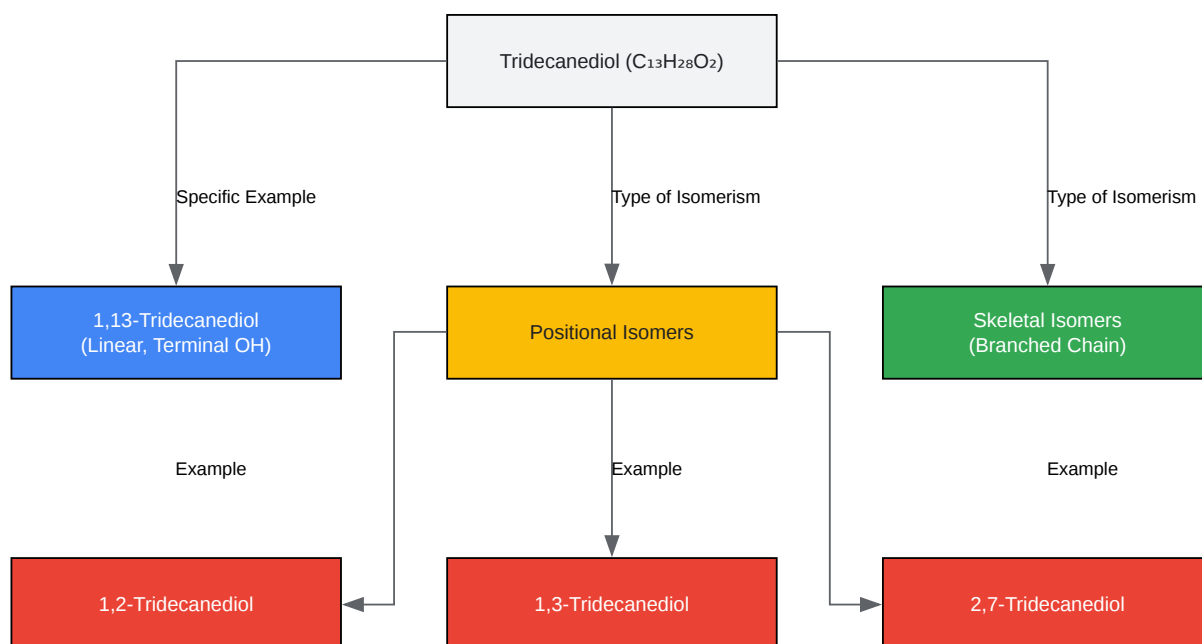 Tridecanediol (C₁₃H₂₈O₂)
Specific Example
Type of Isomerism
Type of Isomerism
1,13-Tridecanediol
(Linear, Terminal OH)
Positional Isomers
Skeletal Isomers
(Branched Chain)
Example
Example
Example
1,2-Tridecanediol
1,3-Tridecanediol
2,7-Tridecanediol